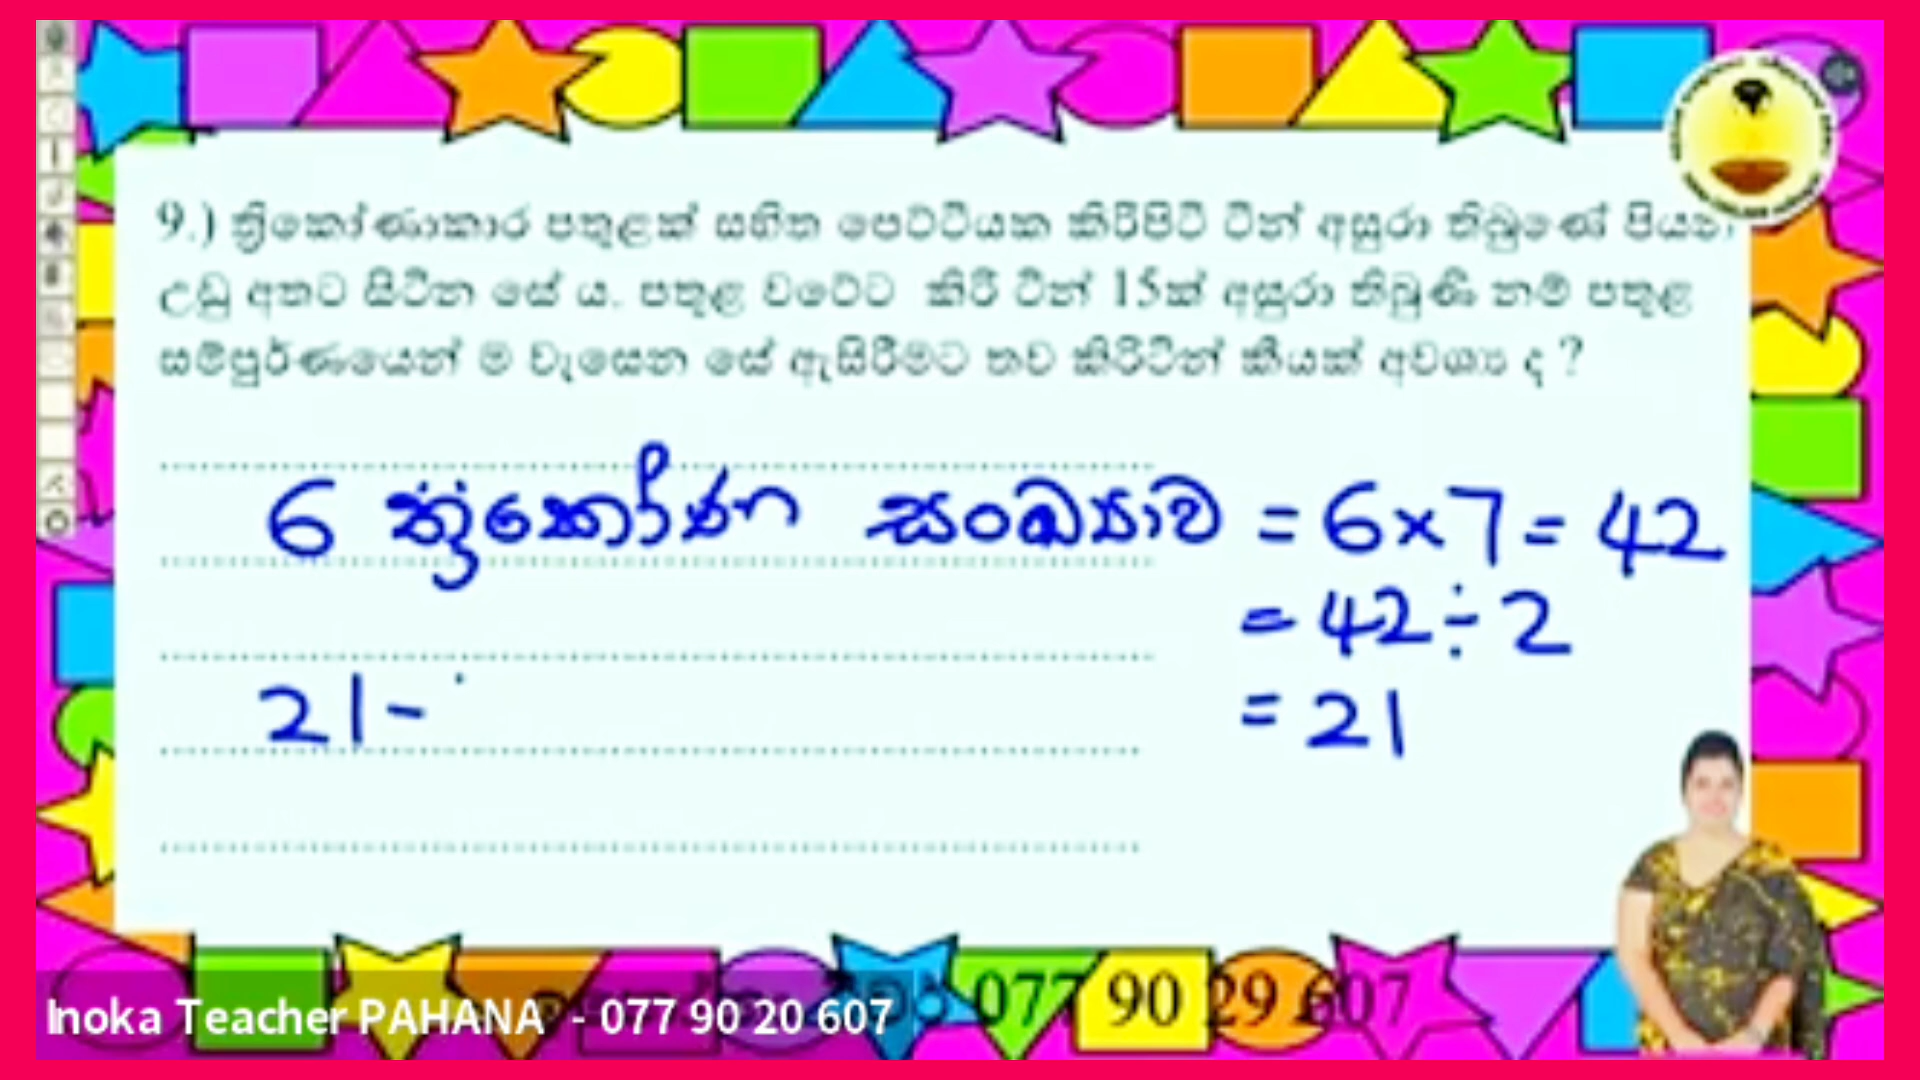 9.) ත්‍රිකෝණාකාර පතුළක් සහිත පෙට්ටියක කිරිපිටි ටින් අසුරා තිබුණේ පියන
උඩු අතට සිටින සේ ය. පතුළ වටේට කිරි ටින් 15ක් අසුරා තිබුණි නම් පතුළ
සම්පුර්ණයෙන් ම වැසෙන සේ ඇසිරීමට තව කිරිටින් කීයක් අවශ්‍ය ද ?
6 ත්‍රිකෝණ සංඛ්‍යාව = 6×7 = 42
= 42 ÷ 2
21 - = 21
Inoka Teacher PAHANA - 077 90 20 607
077 90 29 607